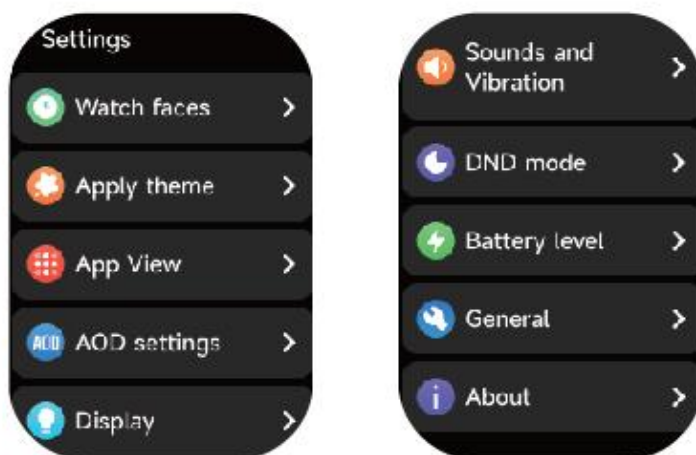 Settings
Watch faces
Apply theme
App View
AOD settings
Display
Sounds and
Vibration
DND mode
Battery level
General
About